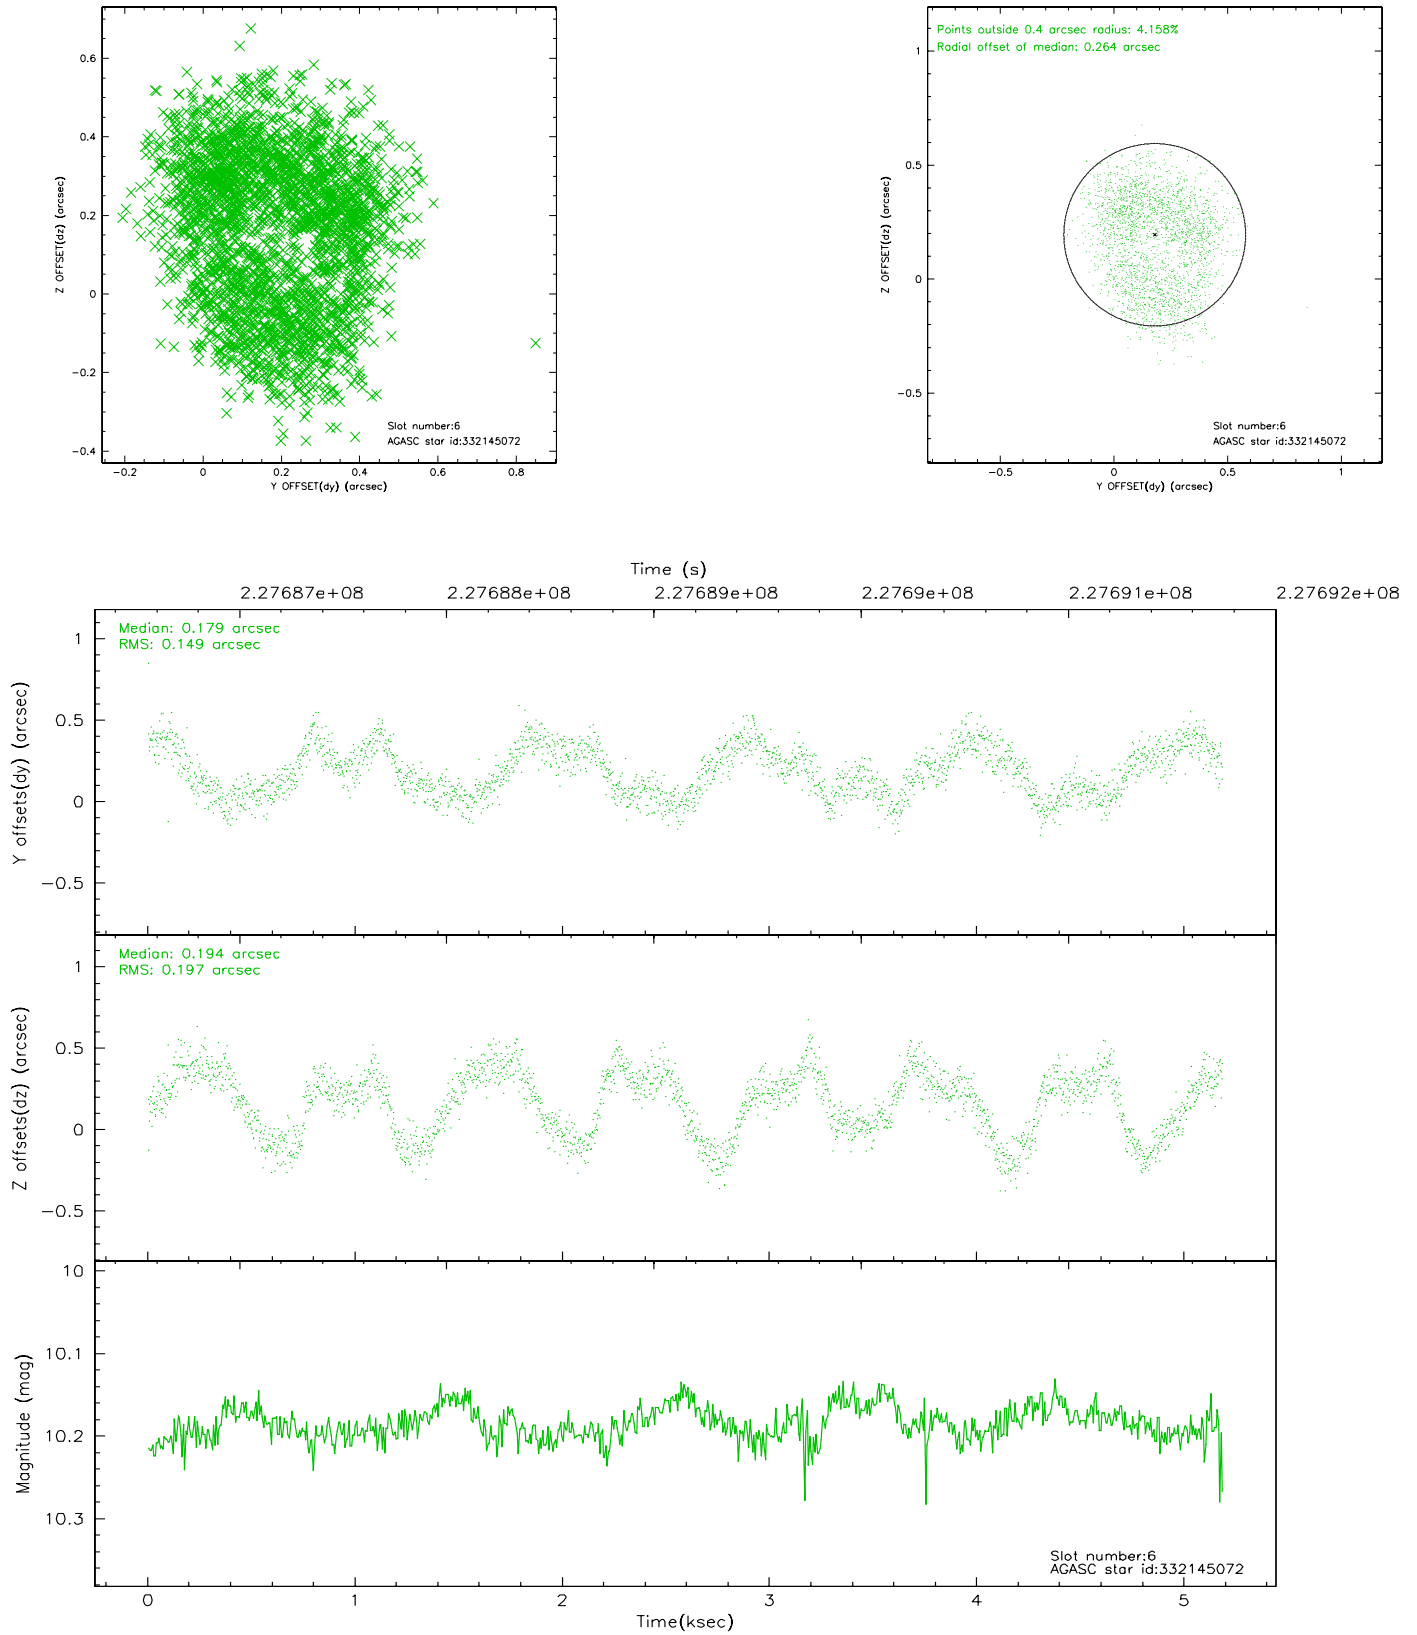 0.6
0.4
0.2
0
−0.2
−0.4
Z OFFSET(dz) (arcsec)
−0.2 0 0.2 0.4 0.6 0.8
Y OFFSET(dy) (arcsec)
Slot number:6
AGASC star id:332145072
Points outside 0.4 arcsec radius: 4.158%
Radial offset of median: 0.264 arcsec
1
0.5
0
−0.5
Z OFFSET(dz) (arcsec)
−0.5 0 0.5 1
Y OFFSET(dy) (arcsec)
Slot number:6
AGASC star id:332145072
Time (s)
2.27687e+08 2.27688e+08 2.27689e+08 2.2769e+08 2.27691e+08 2.27692e+08
Median: 0.179 arcsec
RMS: 0.149 arcsec
1
0.5
0
−0.5
Y offsets(dy) (arcsec)
Median: 0.194 arcsec
RMS: 0.197 arcsec
1
0.5
0
−0.5
Z offsets(dz) (arcsec)
10
10.1
10.2
10.3
Magnitude (mag)
Slot number:6
AGASC star id:332145072
0 1 2 3 4 5
Time(ksec)